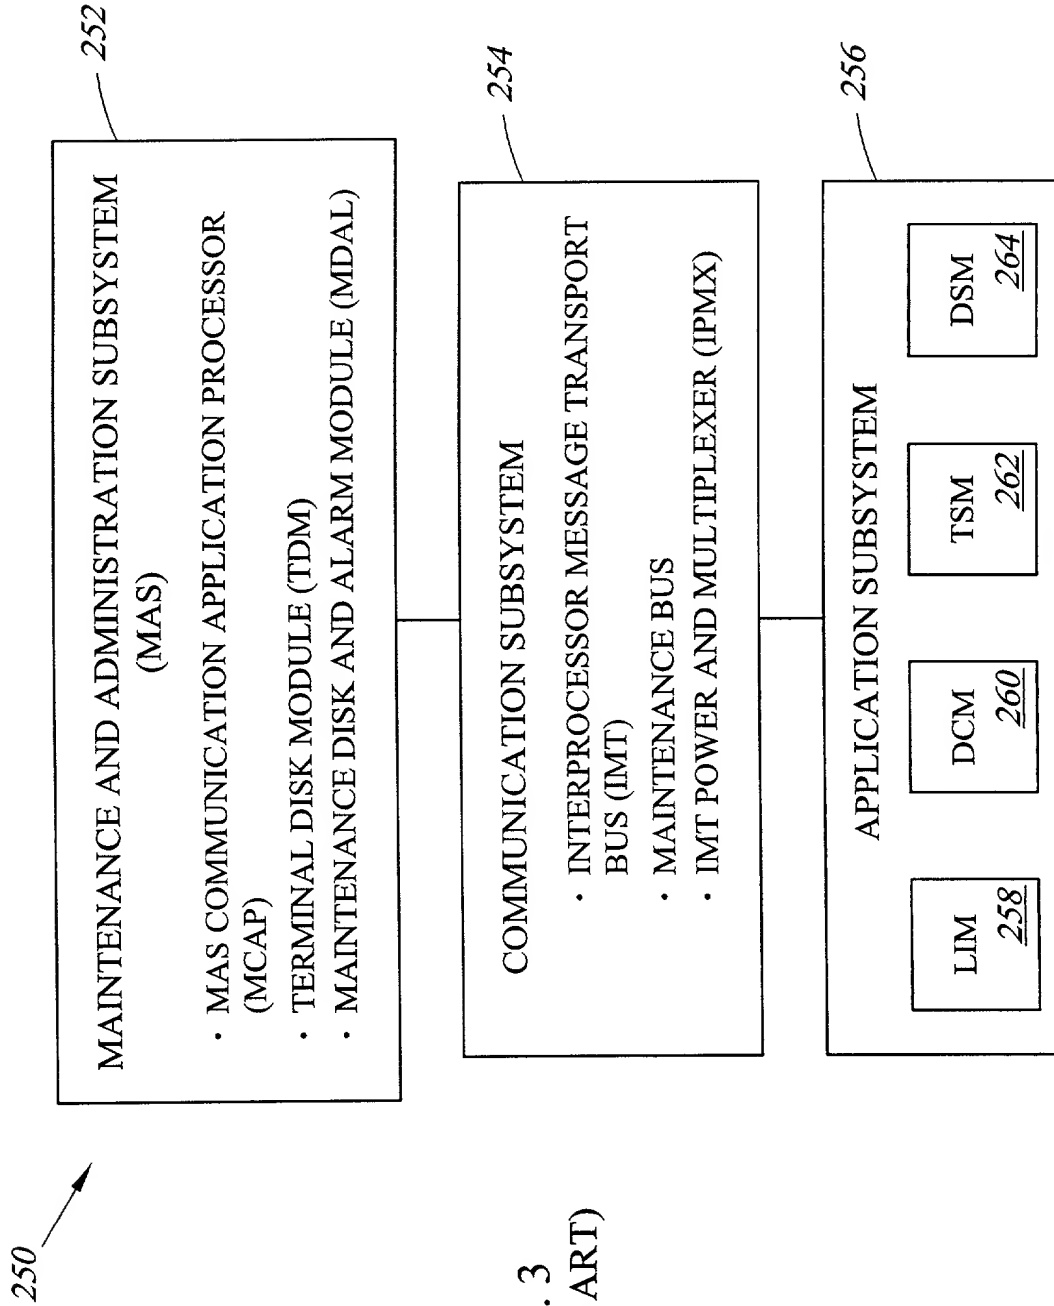 250
252
MAINTENANCE AND ADMINISTRATION SUBSYSTEM
(MAS)
· MAS COMMUNICATION APPLICATION PROCESSOR
(MCAP)
· TERMINAL DISK MODULE (TDM)
· MAINTENANCE DISK AND ALARM MODULE (MDAL)
254
COMMUNICATION SUBSYSTEM
· INTERPROCESSOR MESSAGE TRANSPORT
BUS (IMT)
· MAINTENANCE BUS
· IMT POWER AND MULTIPLEXER (IPMX)
256
APPLICATION SUBSYSTEM
LIM
258
DCM
260
TSM
262
DSM
264
. 3
ART)